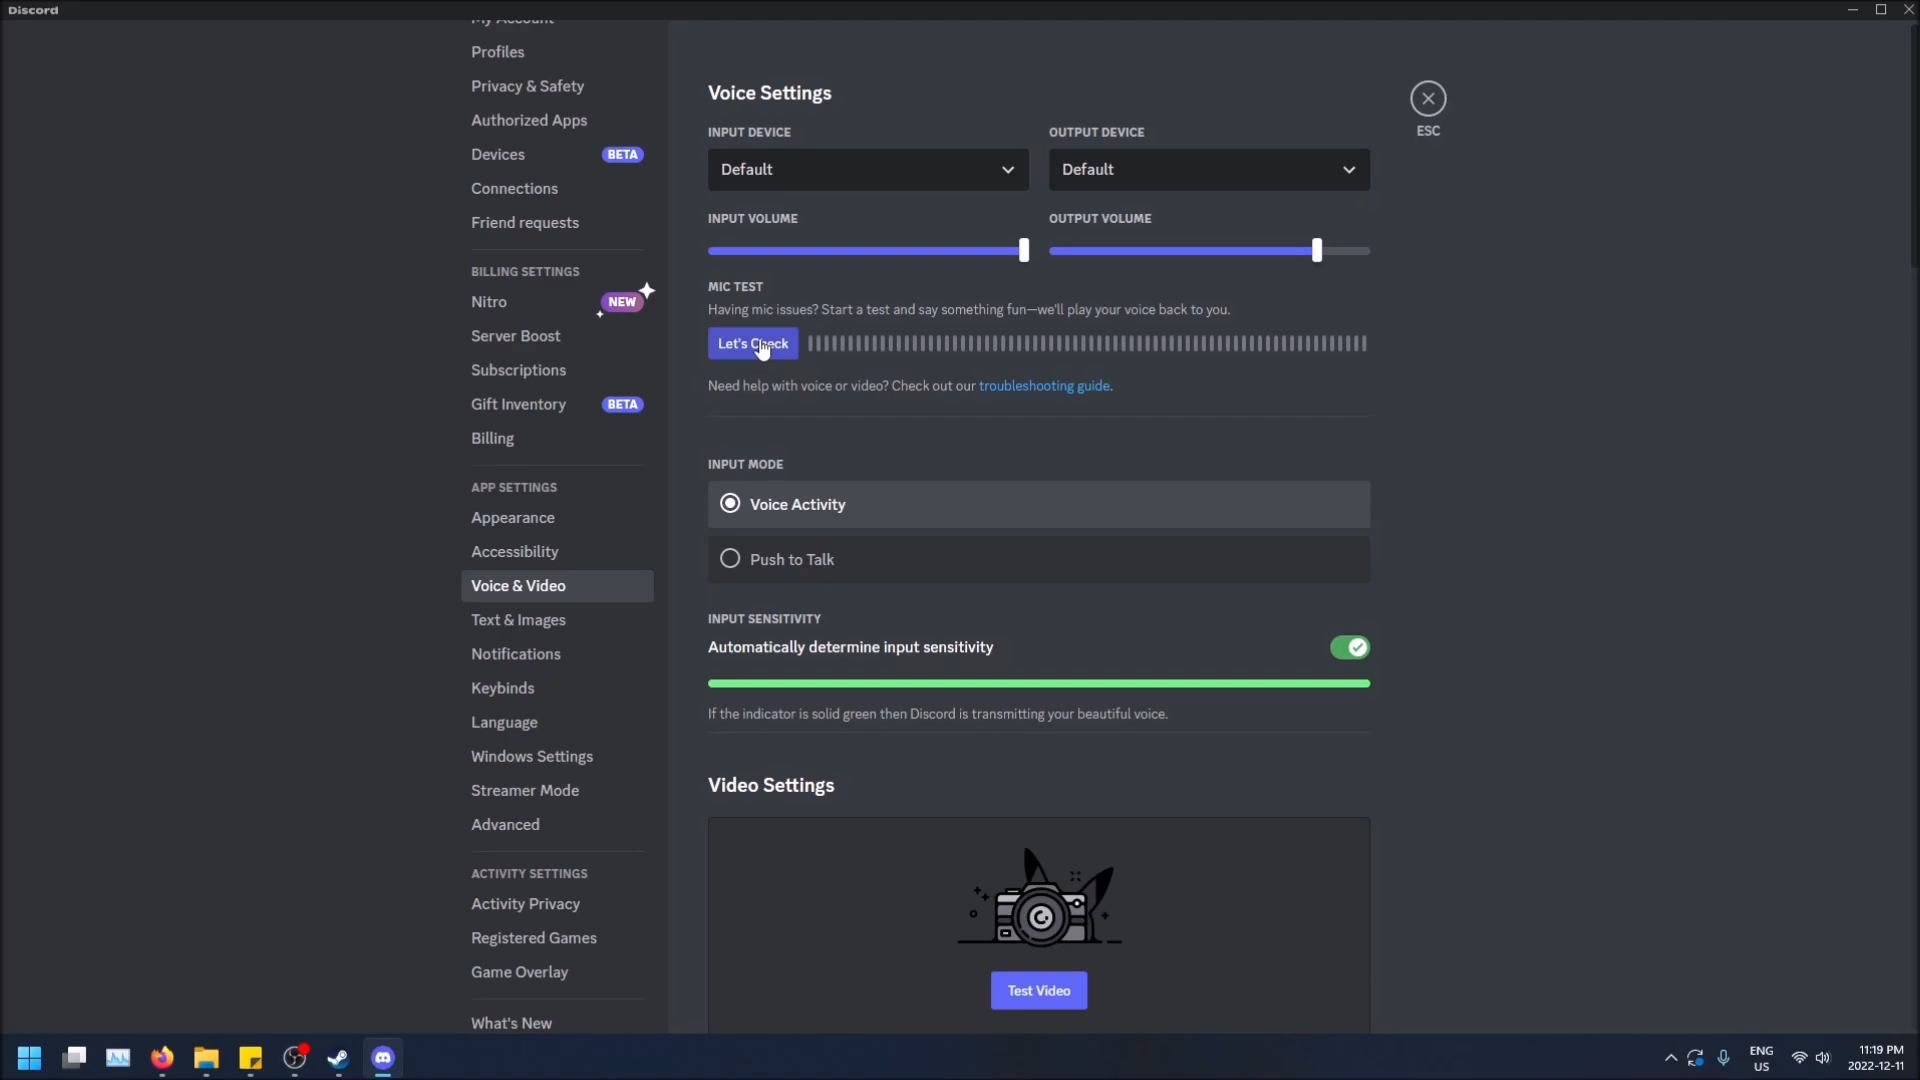 Discord
My Account
Profiles
Privacy & Safety
Authorized Apps
Devices BETA
Connections
Friend requests
BILLING SETTINGS
Nitro NEW
Server Boost
Subscriptions
Gift Inventory BETA
Billing
APP SETTINGS
Appearance
Accessibility
Voice & Video
Text & Images
Notifications
Keybinds
Language
Windows Settings
Streamer Mode
Advanced
ACTIVITY SETTINGS
Activity Privacy
Registered Games
Game Overlay
What's New
Voice Settings
INPUT DEVICE
Default
OUTPUT DEVICE
Default
INPUT VOLUME
OUTPUT VOLUME
MIC TEST
Having mic issues? Start a test and say something fun—we'll play your voice back to you.
Let's Check
Need help with voice or video? Check out our troubleshooting guide.
INPUT MODE
Voice Activity
Push to Talk
INPUT SENSITIVITY
Automatically determine input sensitivity
If the indicator is solid green then Discord is transmitting your beautiful voice.
Video Settings
Test Video
ESC
ENG
US
11:19 PM
2022-12-11